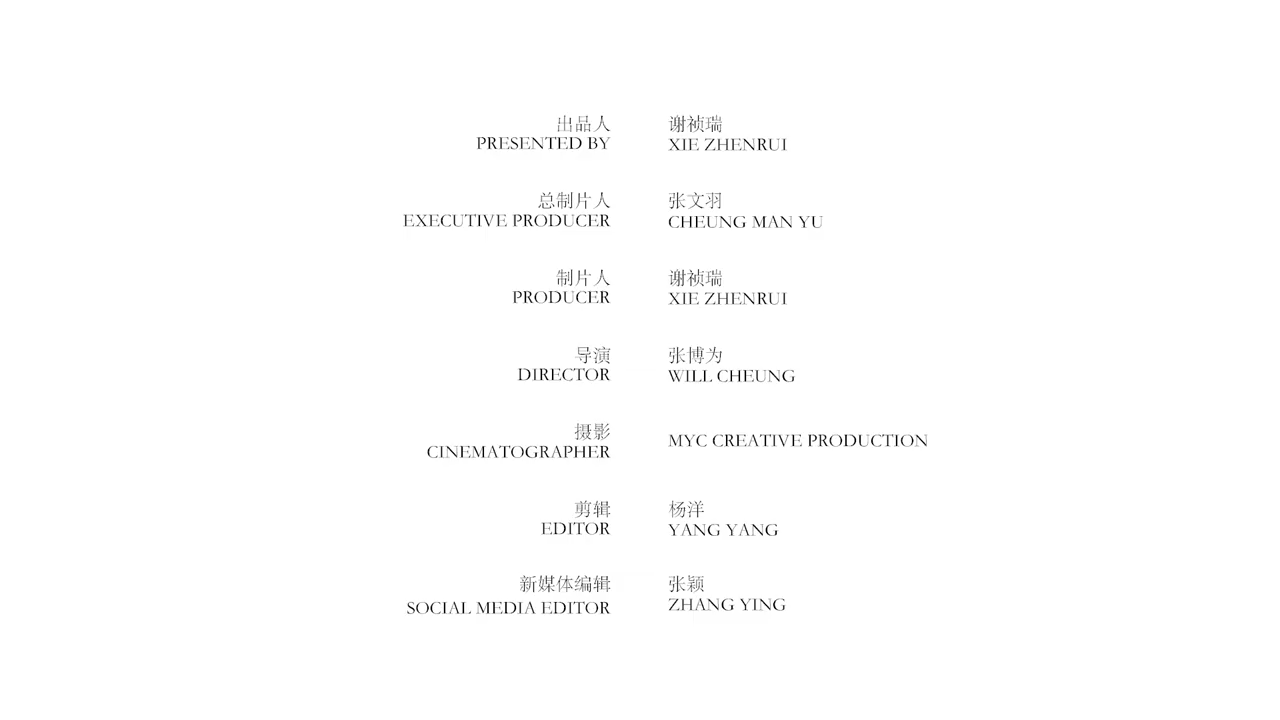 出品人 谢祯瑞
PRESENTED BY XIE ZHENRUI
总制片人 张文羽
EXECUTIVE PRODUCER CHEUNG MAN YU
制片人 谢祯瑞
PRODUCER XIE ZHENRUI
导演 张博为
DIRECTOR WILL CHEUNG
摄影
CINEMATOGRAPHER MYC CREATIVE PRODUCTION
剪辑 杨洋
EDITOR YANG YANG
新媒体编辑 张颖
SOCIAL MEDIA EDITOR ZHANG YING